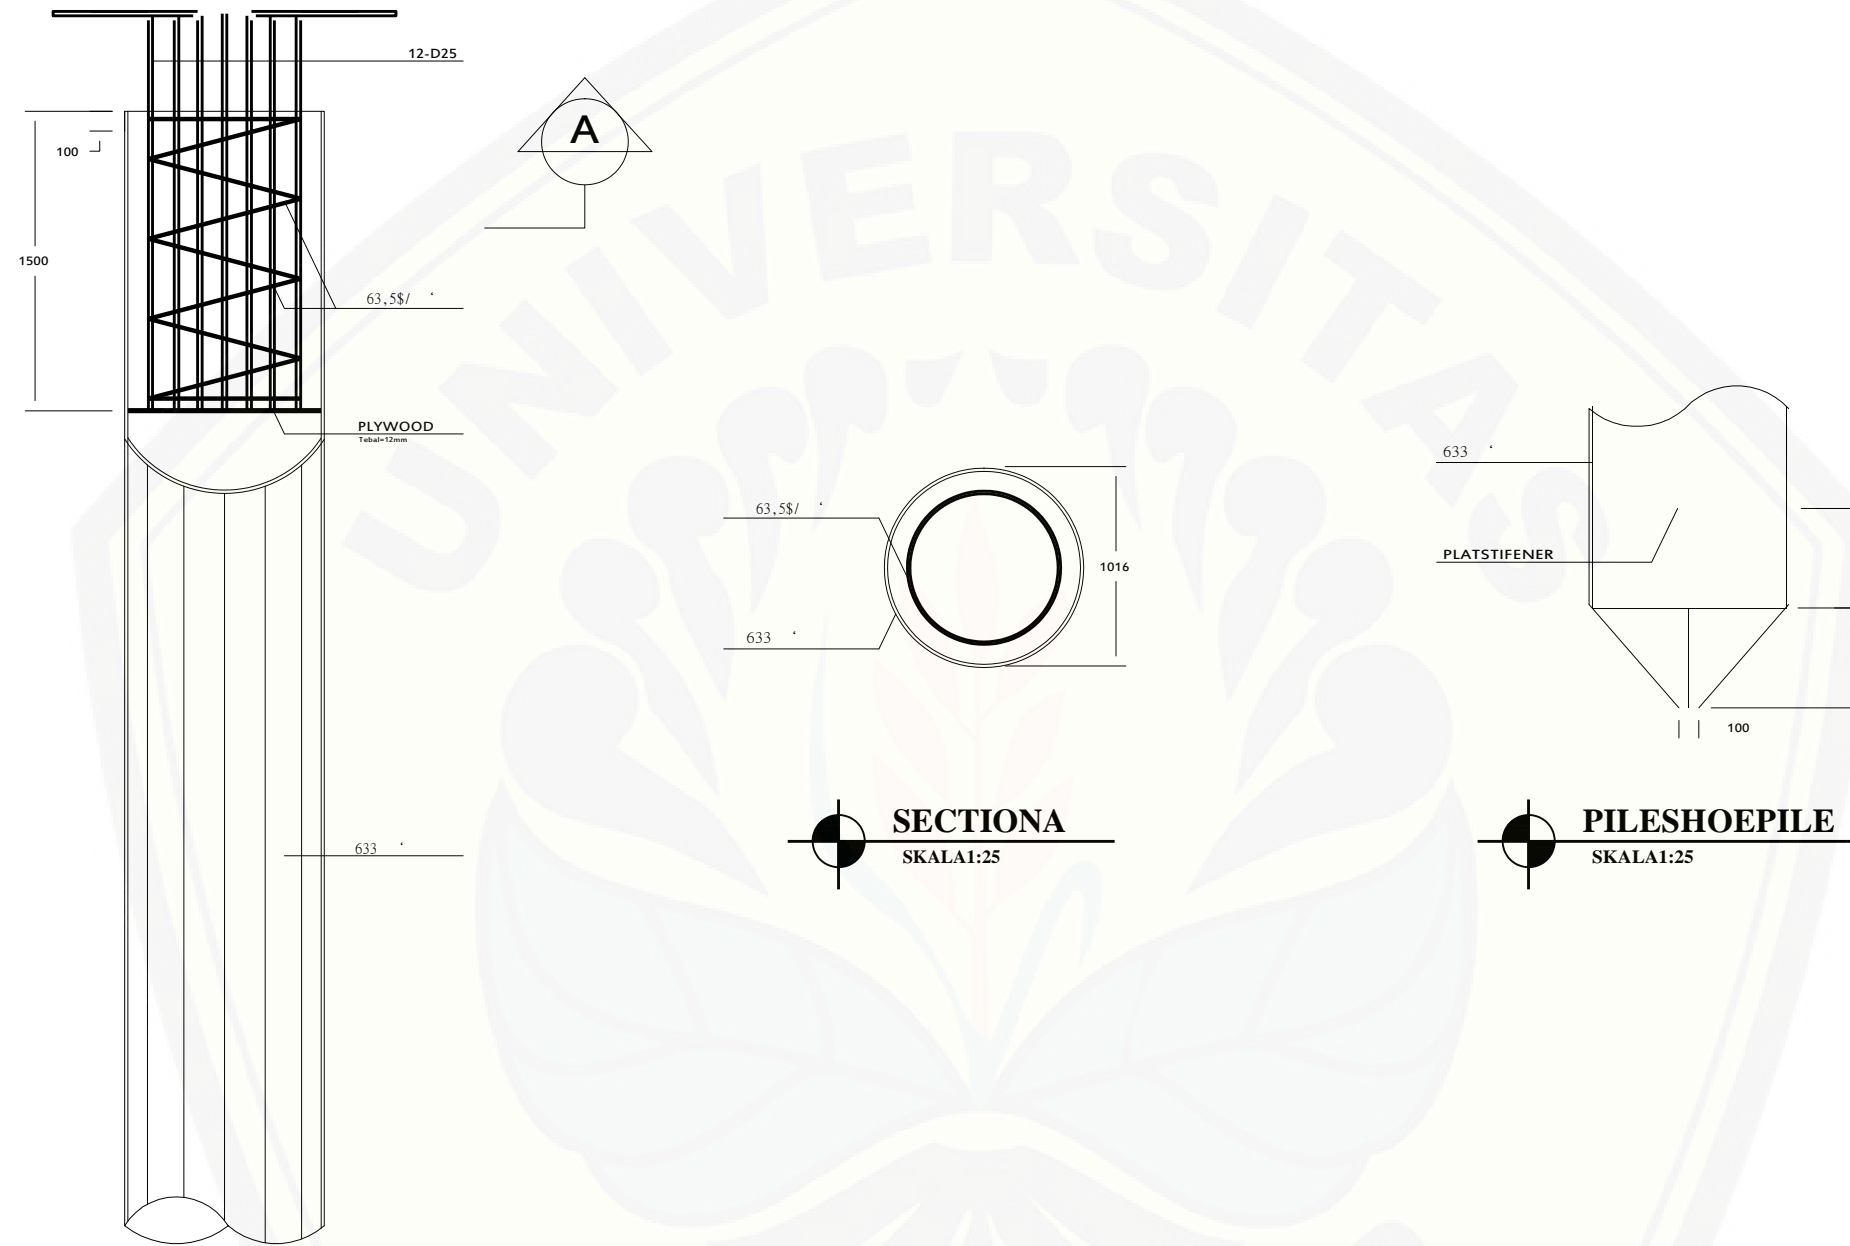 12-D25
A
100
1500
63,5$/ ‘
PLYWOOD
Tebal=12mm
633 ‘
63,5$/ ‘
633 ‘
1016
SECTIONA
SKALA1:25
633 ‘
PLATSTIFENER
100
PILESHOEPILE
SKALA1:25
UNIVERSITAS